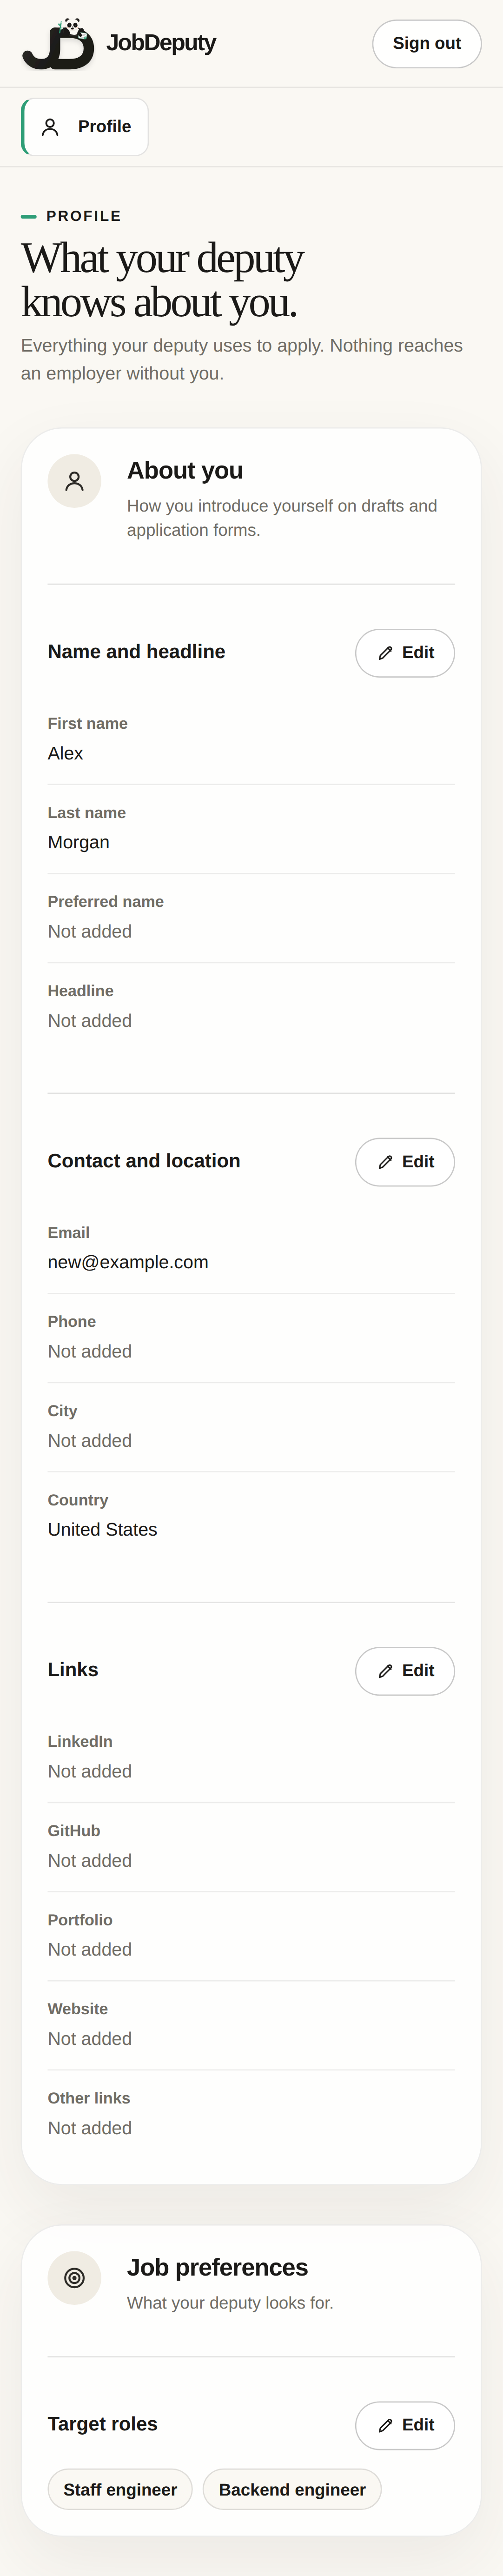 JobDeputy
Sign out
Profile
PROFILE
What your deputy
knows about you.
Everything your deputy uses to apply. Nothing reaches
an employer without you.
About you
How you introduce yourself on drafts and
application forms.
Name and headline
Edit
First name
Alex
Last name
Morgan
Preferred name
Not added
Headline
Not added
Contact and location
Edit
Email
new@example.com
Phone
Not added
City
Not added
Country
United States
Links
Edit
LinkedIn
Not added
GitHub
Not added
Portfolio
Not added
Website
Not added
Other links
Not added
Job preferences
What your deputy looks for.
Target roles
Edit
Staff engineer
Backend engineer